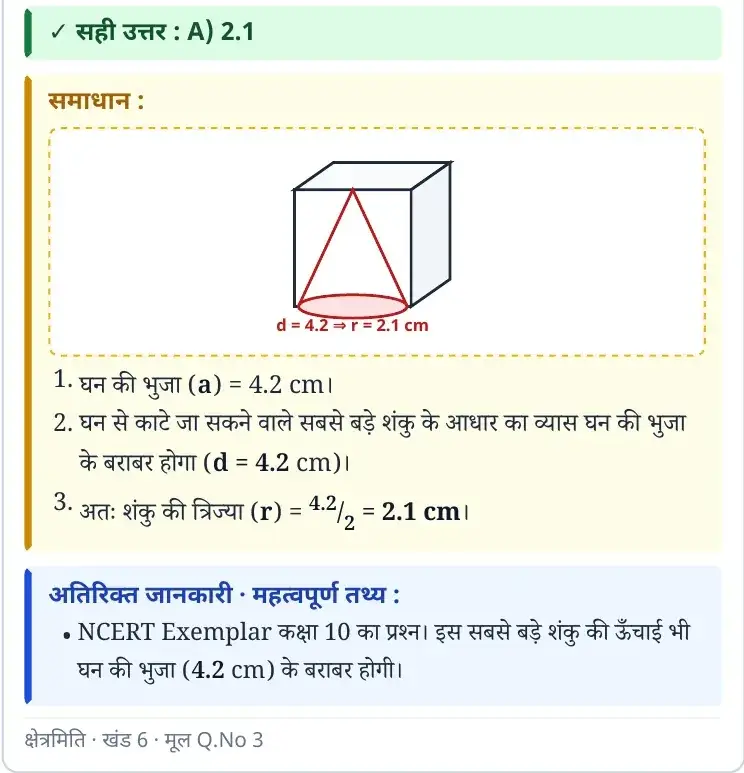 ✓ सही उत्तर : A) 2.1
समाधान :
d = 4.2 ⇒ r = 2.1 cm
1. घन की भुजा (a) = 4.2 cm।
2. घन से काटे जा सकने वाले सबसे बड़े शंकु के आधार का व्यास घन की भुजा
के बराबर होगा (d = 4.2 cm)।
3. अतः शंकु की त्रिज्या (r) = 4.2/2 = 2.1 cm।
अतिरिक्त जानकारी · महत्वपूर्ण तथ्य :
• NCERT Exemplar कक्षा 10 का प्रश्न। इस सबसे बड़े शंकु की ऊँचाई भी
घन की भुजा (4.2 cm) के बराबर होगी।
क्षेत्रमिति · खंड 6 · मूल Q.No 3